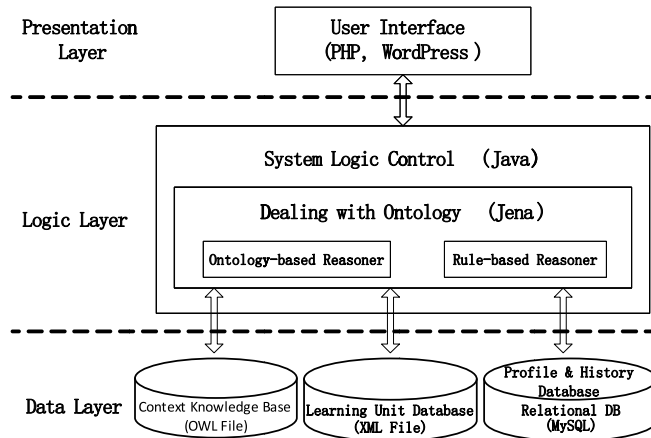 Presentation
Layer
User Interface
(PHP, WordPress)
System Logic Control (Java)
Logic Layer
Dealing with Ontology (Jena)
Ontology-based Reasoner
Rule-based Reasoner
Data Layer
Context Knowledge Base
(OWL File)
Learning Unit Database
(XML File)
Profile & History
Database
Relational DB
(MySQL)